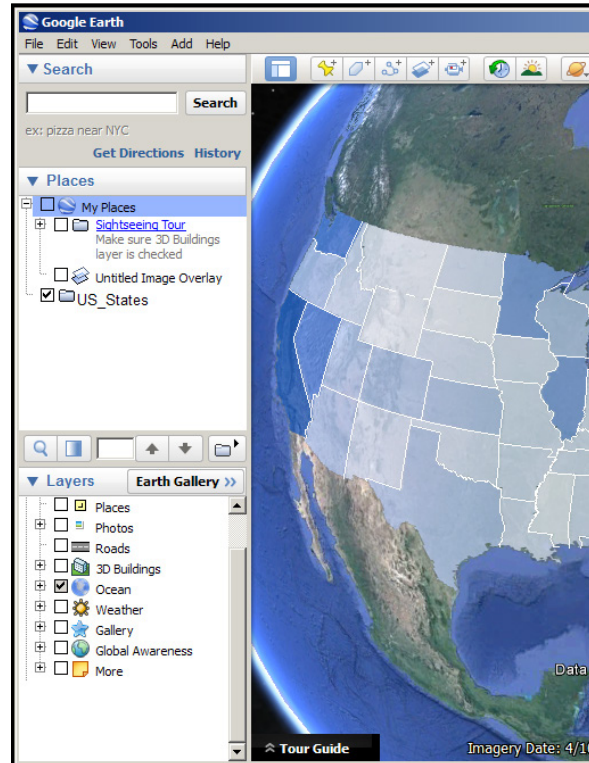 Google Earth
File Edit View Tools Add Help
Search
Search
ex: pizza near NYC
Get Directions History
Places
My Places
Sightseeing Tour
Make sure 3D Buildings
layer is checked
Untitled Image Overlay
US_States
Layers
Earth Gallery >>
Places
Photos
Roads
3D Buildings
Ocean
Weather
Gallery
Global Awareness
More
Data
Tour Guide
Imagery Date: 4/10